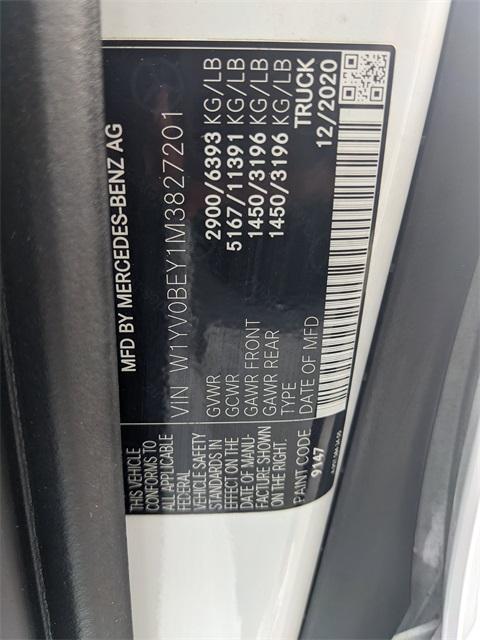 MFD BY MERCEDES-BENZ AG
VIN W1YV0BEY1M3827201
GVWR 2900/6393 KG/LB
GCWR 5167/11391 KG/LB
GAWR FRONT 1450/3196 KG/LB
GAWR REAR 1450/3196 KG/LB
TYPE TRUCK
DATE OF MFD 12/2020
THIS VEHICLE
CONFORMS TO
ALL APPLICABLE
FEDERAL
VEHICLE SAFETY
STANDARDS IN
EFFECT ON THE
DATE OF MANU-
FACTURE SHOWN
ON THE RIGHT.
PAINT CODE
9147